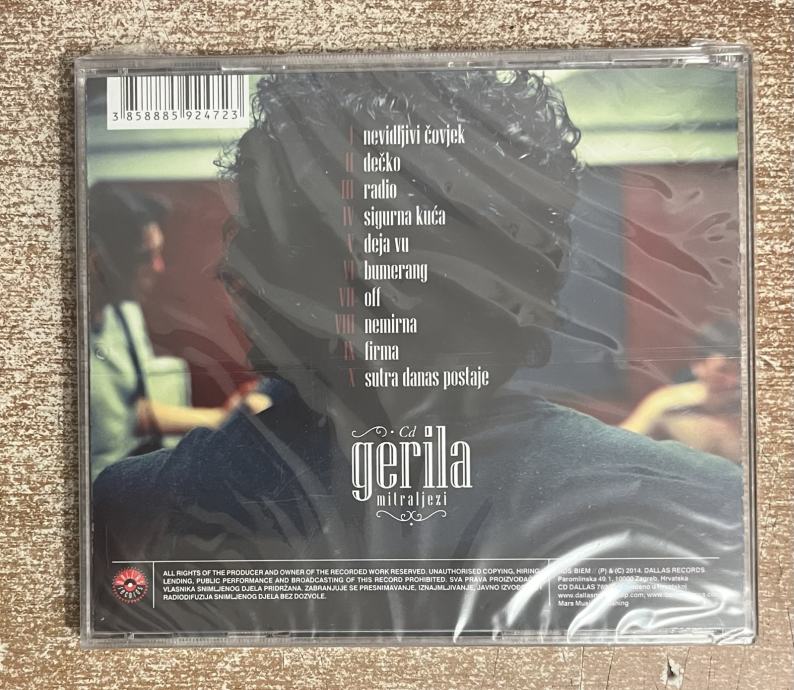 3 858885 924723
I nevidljivi čovjek
II dečko
III radio
IV sigurna kuća
V deja vu
VI bumerang
VII off
VIII nemirna
IX firma
X sutra danas postaje
Cd
gerila
mitraljezi
ALL RIGHTS OF THE PRODUCER AND OWNER OF THE RECORDED WORK RESERVED. UNAUTHORISED COPYING, HIRING,
LENDING, PUBLIC PERFORMANCE AND BROADCASTING OF THIS RECORD PROHIBITED. SVA PRAVA PROIZVOĐAČA
VLASNIKA SNIMLJENOG DJELA PRIDRŽANA. ZABRANJUJE SE PRESNIMAVANJE, IZNAJMLJIVANJE, JAVNO
RADIODIFUZIJA SNIMLJENOG DJELA BEZ DOZVOLE.
BIEM / (P) & (C) 2014. DALLAS RECORDS
Paromlinska 49, 10000 Zagreb, Hrvatska
CD DALLAS
Mars